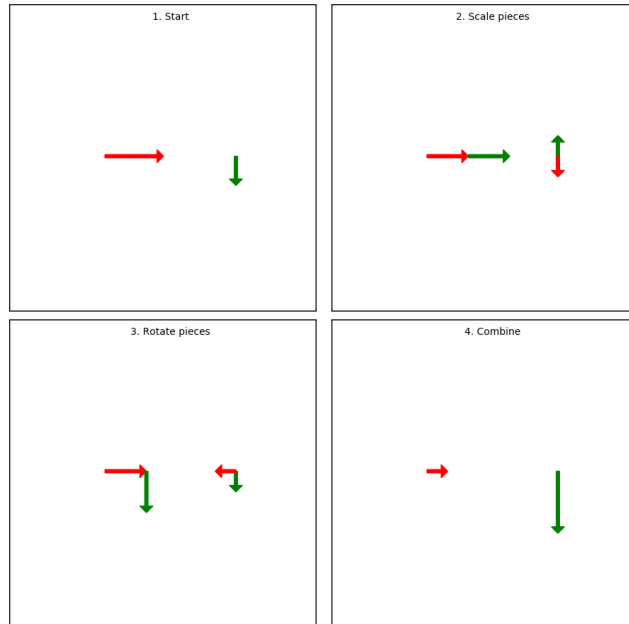 1. Start
2. Scale pieces
3. Rotate pieces
4. Combine